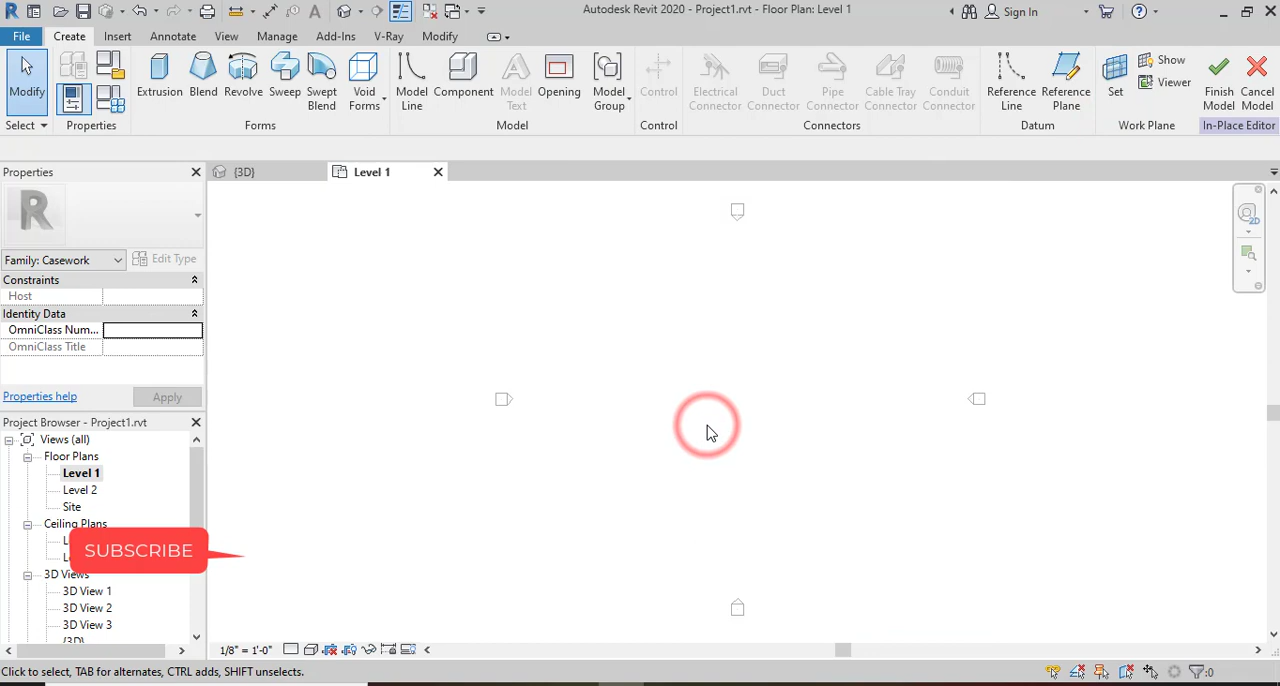 Autodesk Revit 2020 - Project1.rvt - Floor Plan: Level 1
Sign In
File Create Insert Annotate View Manage Add-Ins V-Ray Modify
Modify
Extrusion Blend Revolve Sweep Swept Blend Void Forms
Model Line Component Model Text Opening Model Group
Control
Electrical Connector Duct Connector Pipe Connector Cable Tray Connector Conduit Connector
Reference Line Reference Plane
Set Show Viewer
Finish Model Cancel Model
Select Properties Forms Model Control Connectors Datum Work Plane In-Place Editor
Properties
{3D} Level 1
R
2D
Family: Casework Edit Type
Constraints
Host
Identity Data
OmniClass Num...
OmniClass Title
Properties help Apply
Project Browser - Project1.rvt
Views (all)
Floor Plans
Level 1
Level 2
Site
Ceiling Plans
SUBSCRIBE
3D Views
3D View 1
3D View 2
3D View 3
{3D}
1/8" = 1'-0"
Click to select, TAB for alternates, CTRL adds, SHIFT unselects.
:0